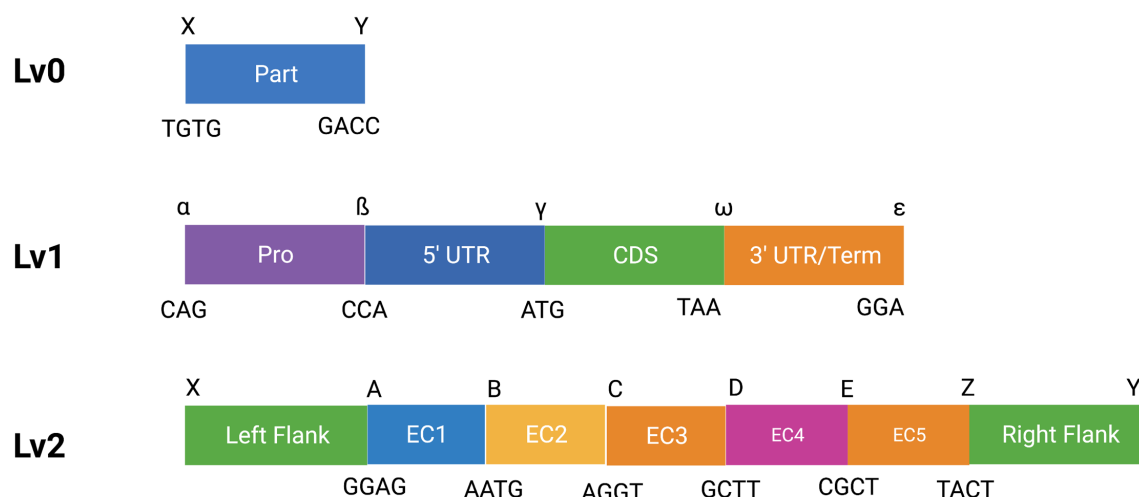 X Y
Lv0
Part
TGTG GACC
α ß γ ω ε
Lv1
Pro 5' UTR CDS 3' UTR/Term
CAG CCA ATG TAA GGA
X A B C D E Z Y
Lv2
Left Flank EC1 EC2 EC3 EC4 EC5 Right Flank
GGAG AATG AGGT GCTT CGCT TACT